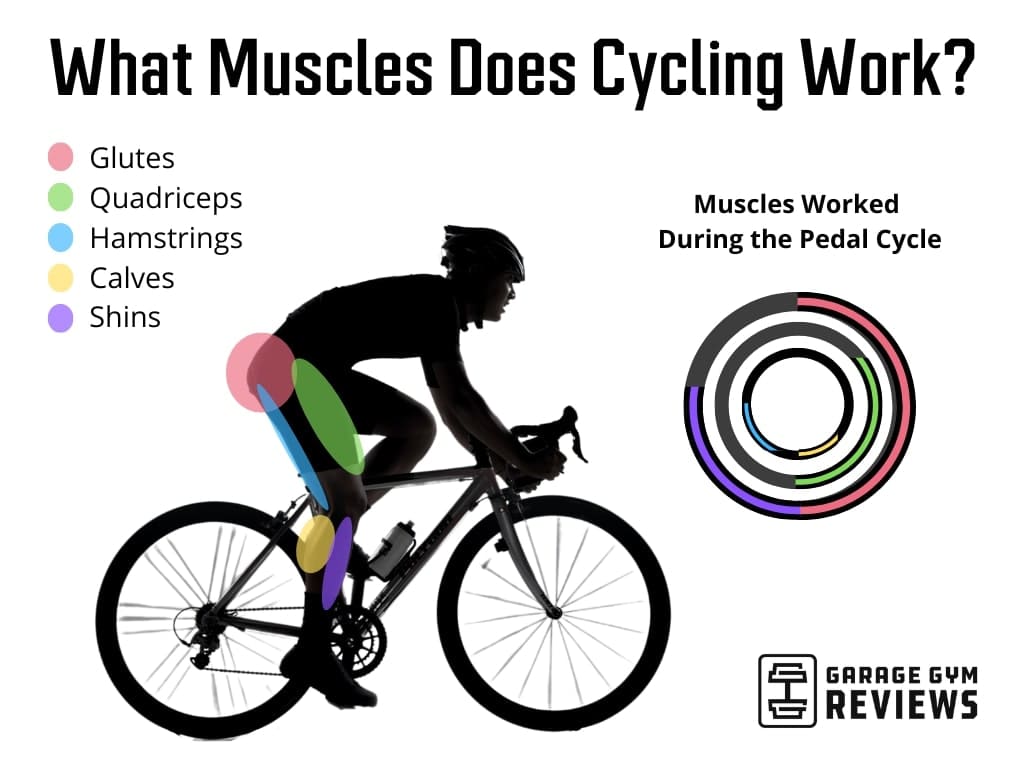 What Muscles Does Cycling Work?
Glutes
Quadriceps
Hamstrings
Calves
Shins
Muscles Worked
During the Pedal Cycle
GARAGE GYM
REVIEWS